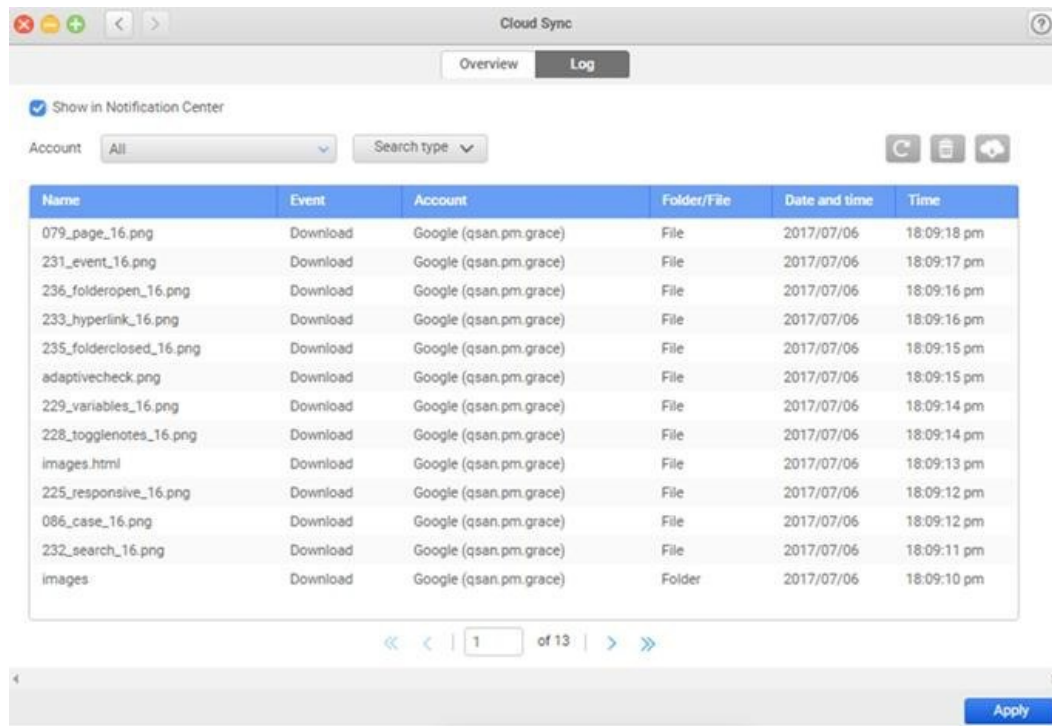 Cloud Sync
Overview Log
Show in Notification Center
Account All Search type
Name Event Account Folder/File Date and time Time
079_page_16.png Download Google (qsan.pm.grace) File 2017/07/06 18:09:18 pm
231_event_16.png Download Google (qsan.pm.grace) File 2017/07/06 18:09:17 pm
236_folderopen_16.png Download Google (qsan.pm.grace) File 2017/07/06 18:09:16 pm
233_hyperlink_16.png Download Google (qsan.pm.grace) File 2017/07/06 18:09:16 pm
235_folderclosed_16.png Download Google (qsan.pm.grace) File 2017/07/06 18:09:15 pm
adaptivecheck.png Download Google (qsan.pm.grace) File 2017/07/06 18:09:15 pm
229_variables_16.png Download Google (qsan.pm.grace) File 2017/07/06 18:09:14 pm
228_togglenotes_16.png Download Google (qsan.pm.grace) File 2017/07/06 18:09:14 pm
images.html Download Google (qsan.pm.grace) File 2017/07/06 18:09:13 pm
225_responsive_16.png Download Google (qsan.pm.grace) File 2017/07/06 18:09:12 pm
086_case_16.png Download Google (qsan.pm.grace) File 2017/07/06 18:09:12 pm
232_search_16.png Download Google (qsan.pm.grace) File 2017/07/06 18:09:11 pm
images Download Google (qsan.pm.grace) Folder 2017/07/06 18:09:10 pm
1 of 13
Apply